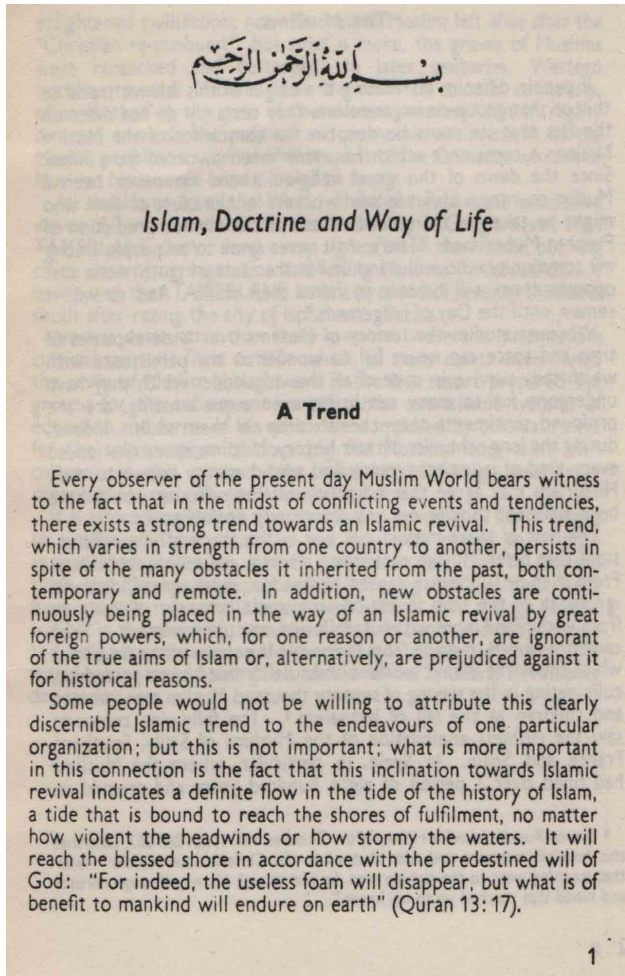 بسم الله الرحمن الرحيم
Islam, Doctrine and Way of Life
A Trend
Every observer of the present day Muslim World bears witness
to the fact that in the midst of conflicting events and tendencies,
there exists a strong trend towards an Islamic revival. This trend,
which varies in strength from one country to another, persists in
spite of the many obstacles it inherited from the past, both con-
temporary and remote. In addition, new obstacles are conti-
nuously being placed in the way of an Islamic revival by great
foreign powers, which, for one reason or another, are ignorant
of the true aims of Islam or, alternatively, are prejudiced against it
for historical reasons.
Some people would not be willing to attribute this clearly
discernible Islamic trend to the endeavours of one particular
organization; but this is not important; what is more important
in this connection is the fact that this inclination towards Islamic
revival indicates a definite flow in the tide of the history of Islam,
a tide that is bound to reach the shores of fulfilment, no matter
how violent the headwinds or how stormy the waters. It will
reach the blessed shore in accordance with the predestined will of
God: "For indeed, the useless foam will disappear, but what is of
benefit to mankind will endure on earth" (Quran 13:17).
1